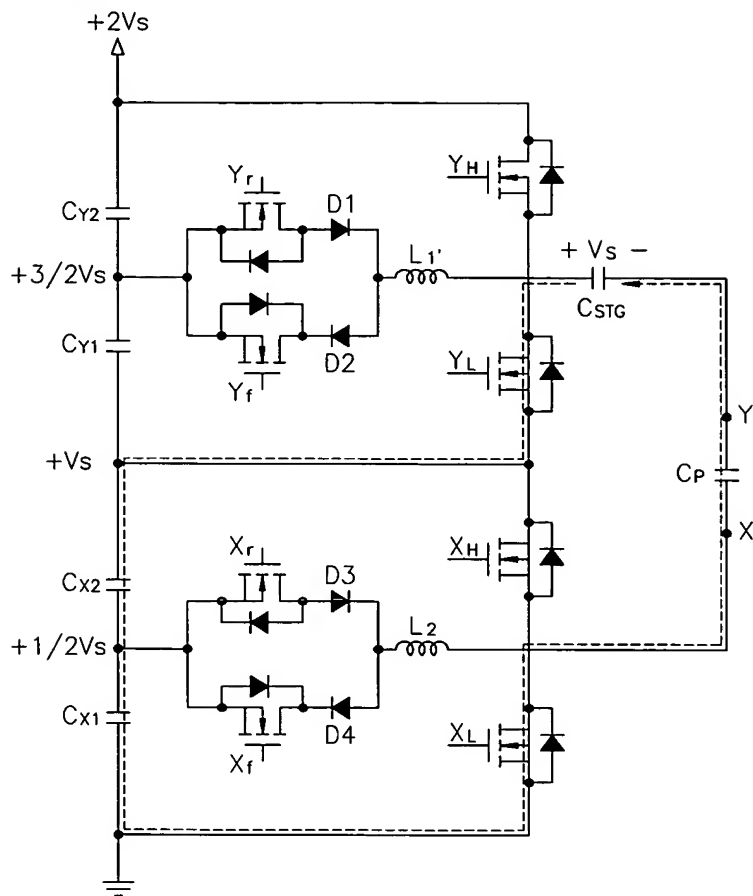 +2Vs
YH
Yr
D1
CY2
L1'
+ Vs -
+3/2Vs
CSTG
CY1
D2
YL
Yf
Y
+Vs
CP
Xr
XH
X
D3
CX2
L2
+1/2Vs
CX1
D4
XL
Xf